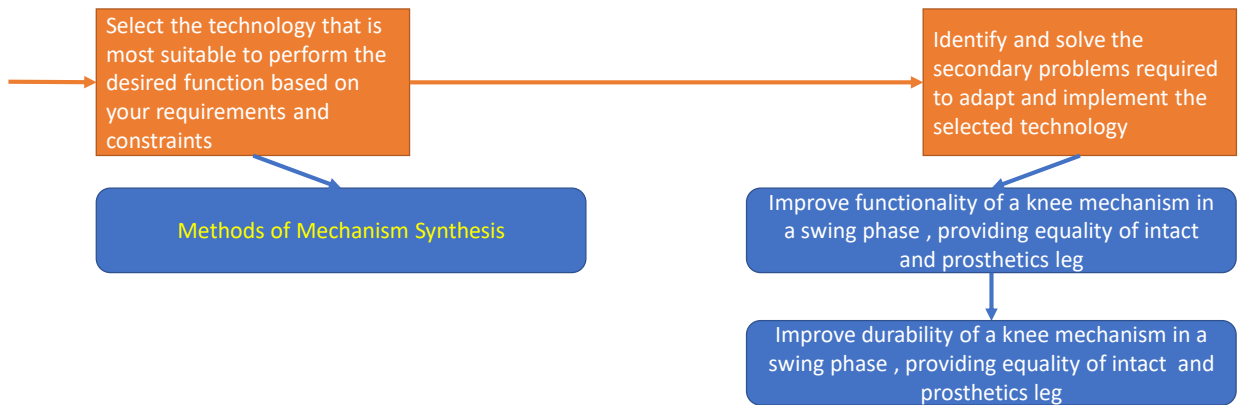 Select the technology that is
most suitable to perform the
desired function based on
your requirements and
constraints
Identify and solve the
secondary problems required
to adapt and implement the
selected technology
Methods of Mechanism Synthesis
Improve functionality of a knee mechanism in
a swing phase , providing equality of intact
and prosthetics leg
Improve durability of a knee mechanism in a
swing phase , providing equality of intact  and
prosthetics leg